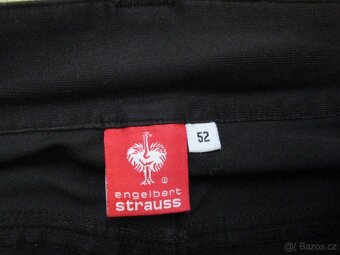 52
®
engelbert
strauss
© Bazos.cz